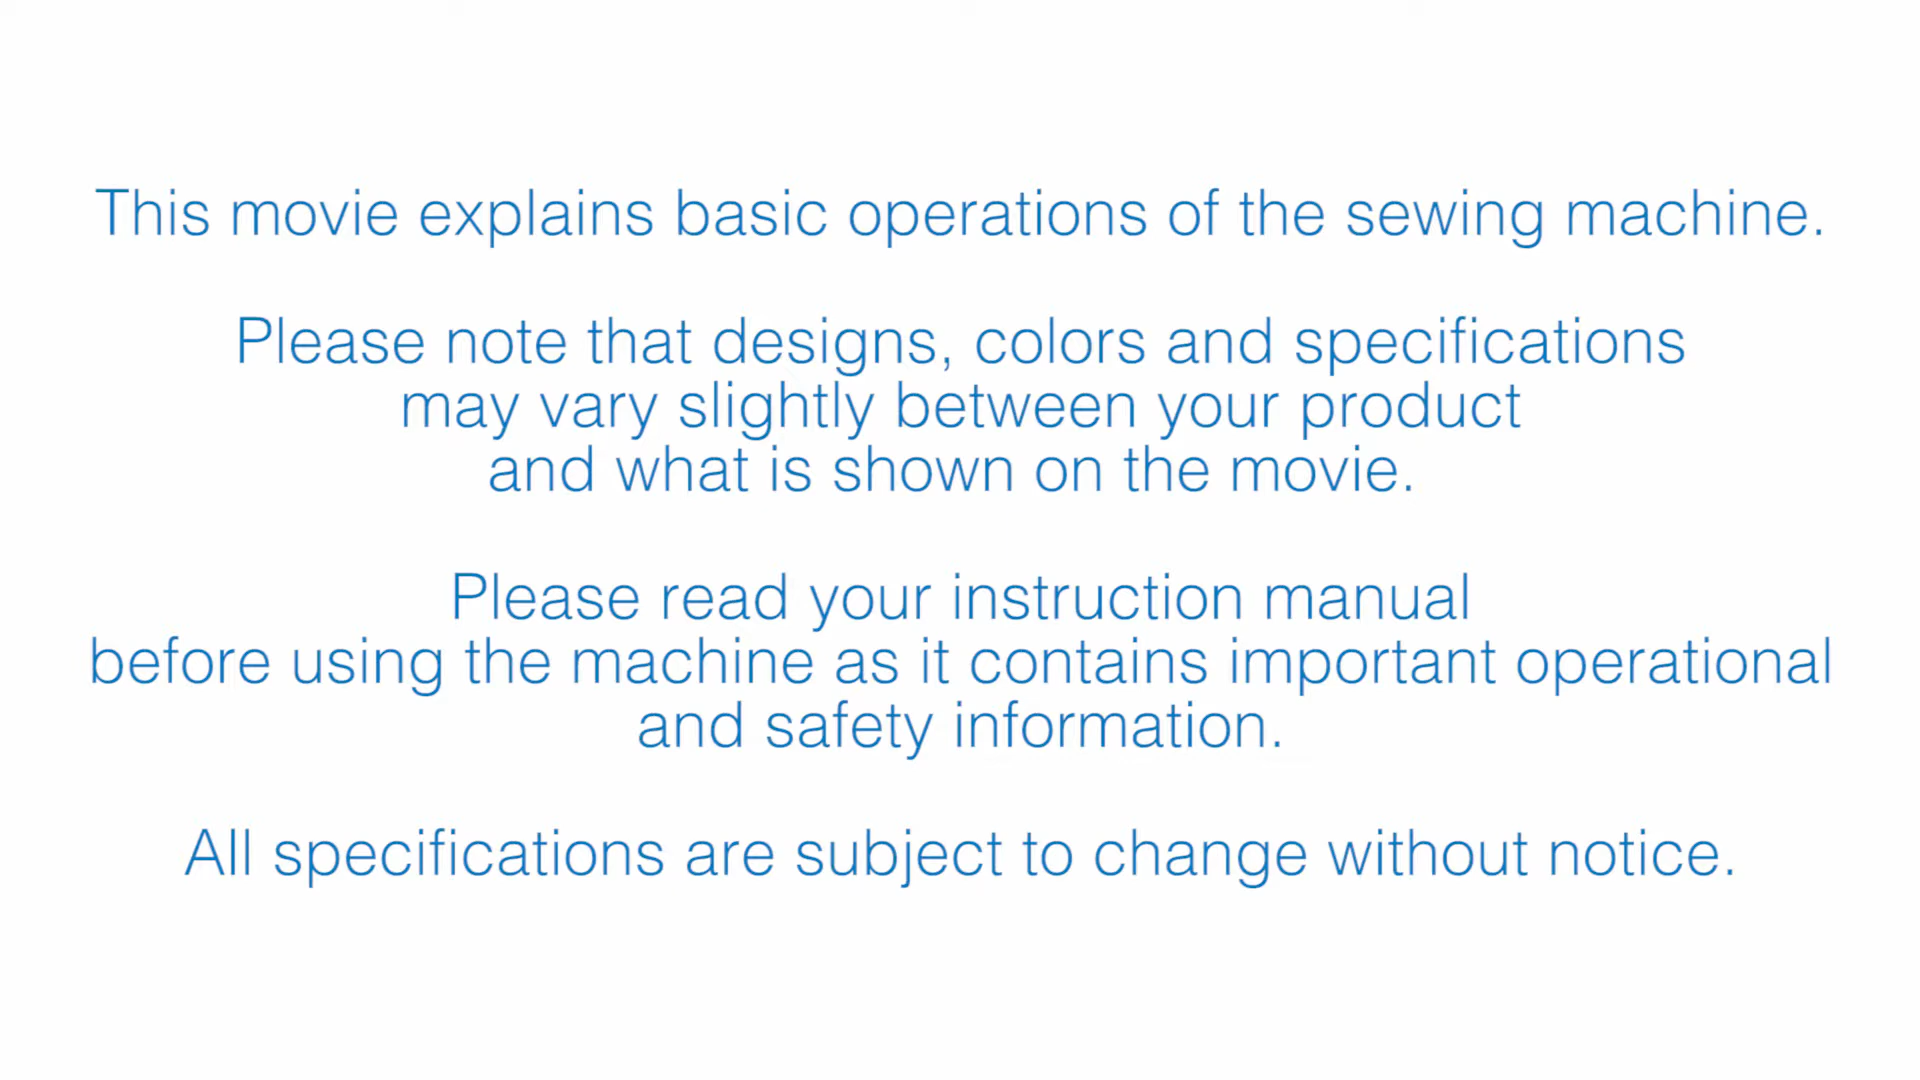 This movie explains basic operations of the sewing machine.
Please note that designs, colors and specifications
may vary slightly between your product
and what is shown on the movie.
Please read your instruction manual
before using the machine as it contains important operational
and safety information.
All specifications are subject to change without notice.